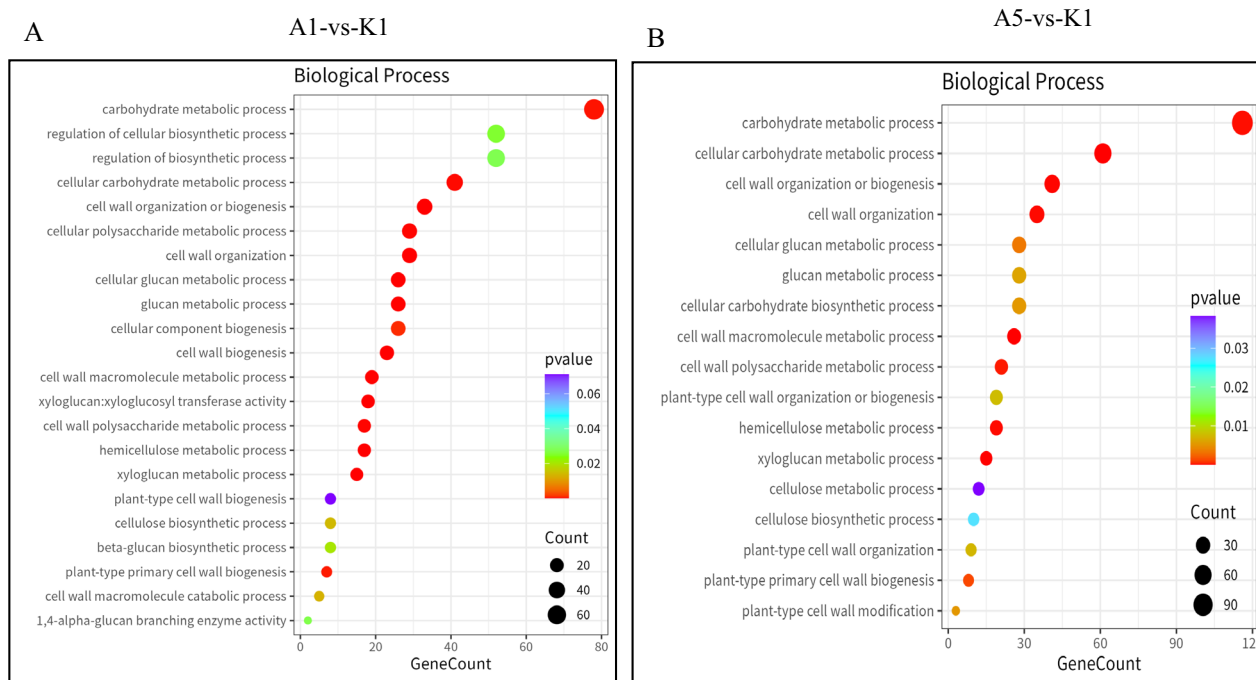 A
A1-vs-K1
Biological Process
carbohydrate metabolic process
regulation of cellular biosynthetic process
regulation of biosynthetic process
cellular carbohydrate metabolic process
cell wall organization or biogenesis
cellular polysaccharide metabolic process
cell wall organization
cellular glucan metabolic process
glucan metabolic process
cellular component biogenesis
cell wall biogenesis
cell wall macromolecule metabolic process
xyloglucan:xyloglucosyl transferase activity
cell wall polysaccharide metabolic process
hemicellulose metabolic process
xyloglucan metabolic process
plant-type cell wall biogenesis
cellulose biosynthetic process
beta-glucan biosynthetic process
plant-type primary cell wall biogenesis
cell wall macromolecule catabolic process
1,4-alpha-glucan branching enzyme activity
0 20 40 60 80
GeneCount
pvalue
0.06
0.04
0.02
Count
20
40
60
B
A5-vs-K1
Biological Process
carbohydrate metabolic process
cellular carbohydrate metabolic process
cell wall organization or biogenesis
cell wall organization
cellular glucan metabolic process
glucan metabolic process
cellular carbohydrate biosynthetic process
cell wall macromolecule metabolic process
cell wall polysaccharide metabolic process
plant-type cell wall organization or biogenesis
hemicellulose metabolic process
xyloglucan metabolic process
cellulose metabolic process
cellulose biosynthetic process
plant-type cell wall organization
plant-type primary cell wall biogenesis
plant-type cell wall modification
0 30 60 90 120
GeneCount
pvalue
0.03
0.02
0.01
Count
30
60
90